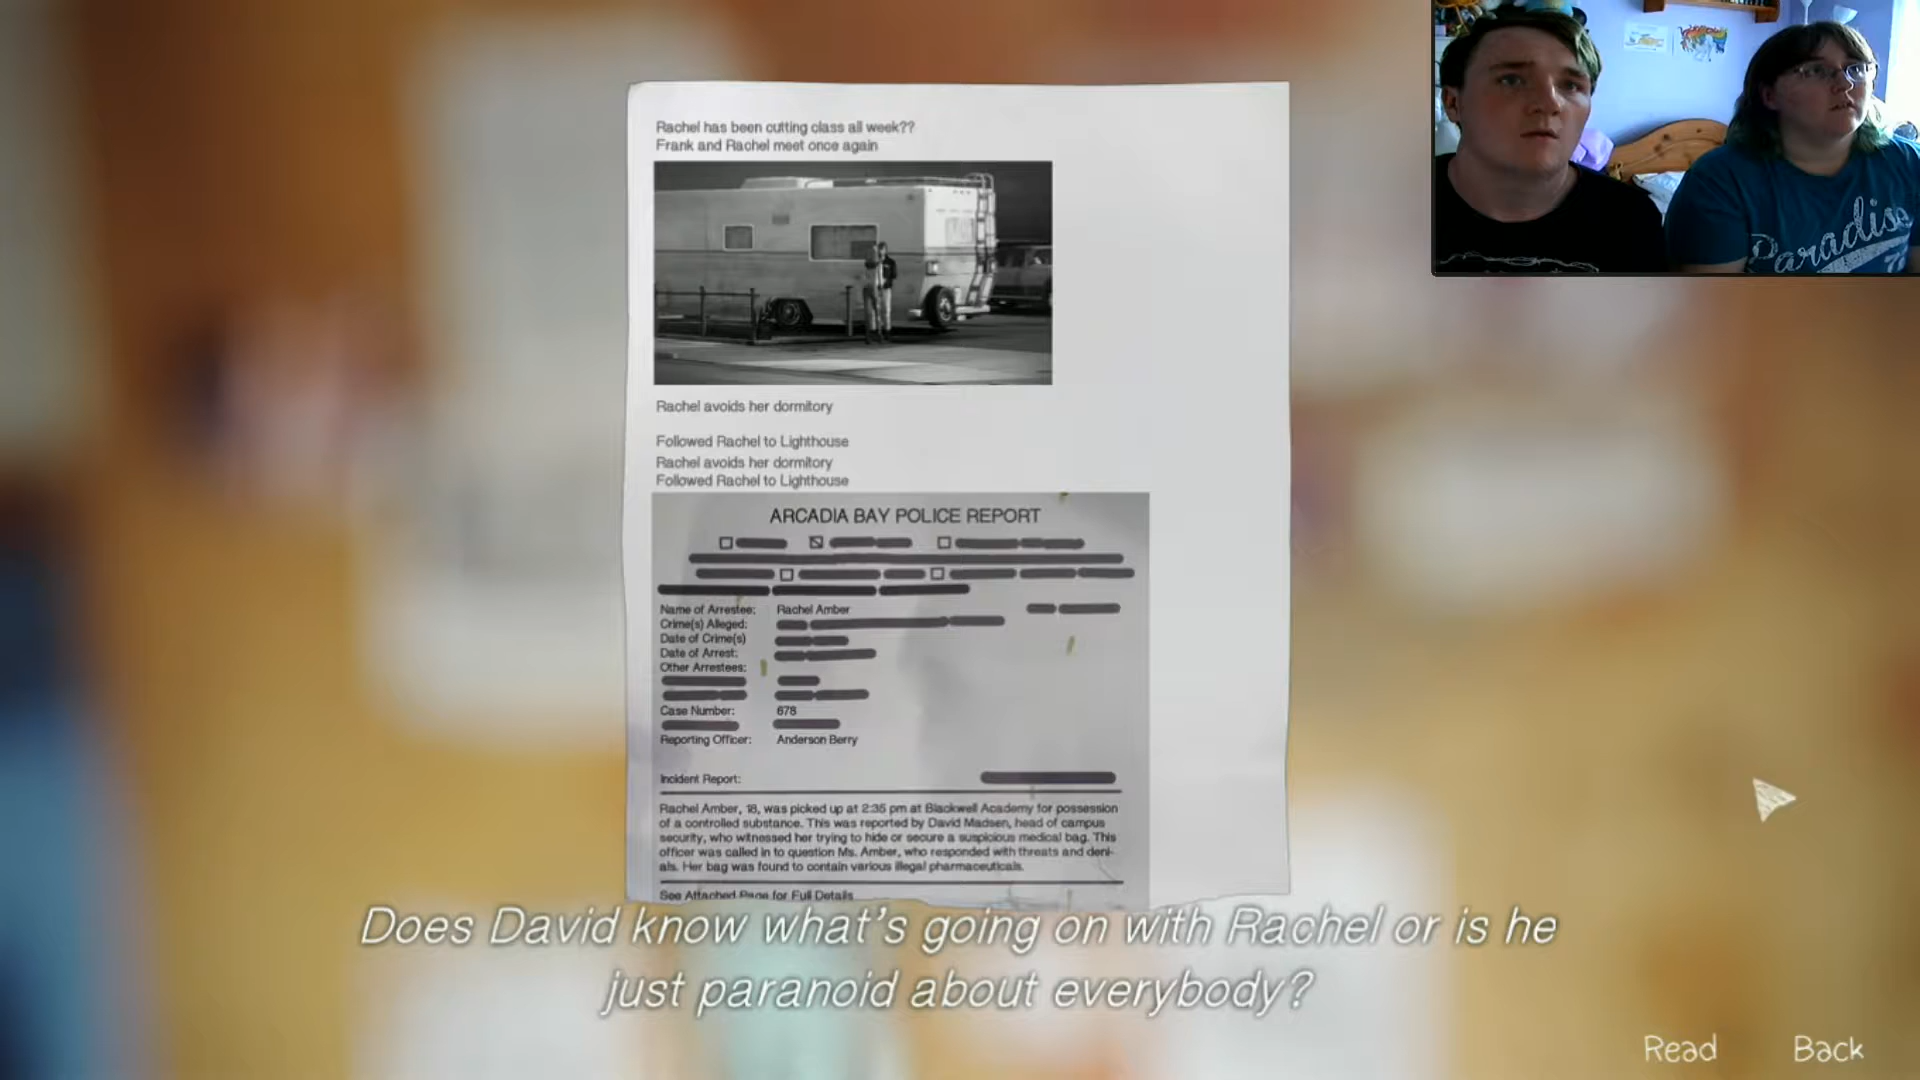 Rachel has been cutting class all week??
Frank and Rachel meet once again
Rachel avoids her dormitory
Followed Rachel to Lighthouse
Rachel avoids her dormitory
Followed Rachel to Lighthouse
ARCADIA BAY POLICE REPORT
Name of Arrestee: Rachel Amber
Crime(s) Alleged:
Date of Crime(s)
Date of Arrest:
Other Arrestees:
Case Number: 678
Reporting Officer: Anderson Berry
Incident Report:
Rachel Amber, 18, was picked up at 2:35 pm at Blackwell Academy for possession
of a controlled substance. This was reported by David Madsen, head of campus
security, who witnessed her trying to hide or secure a suspicious medical bag. This
officer was called in to question Ms. Amber, who responded with threats and deni-
als. Her bag was found to contain various illegal pharmaceuticals.
See Attached Page for Full Details
Does David know what's going on with Rachel or is he
just paranoid about everybody?
Read Back
Paradise